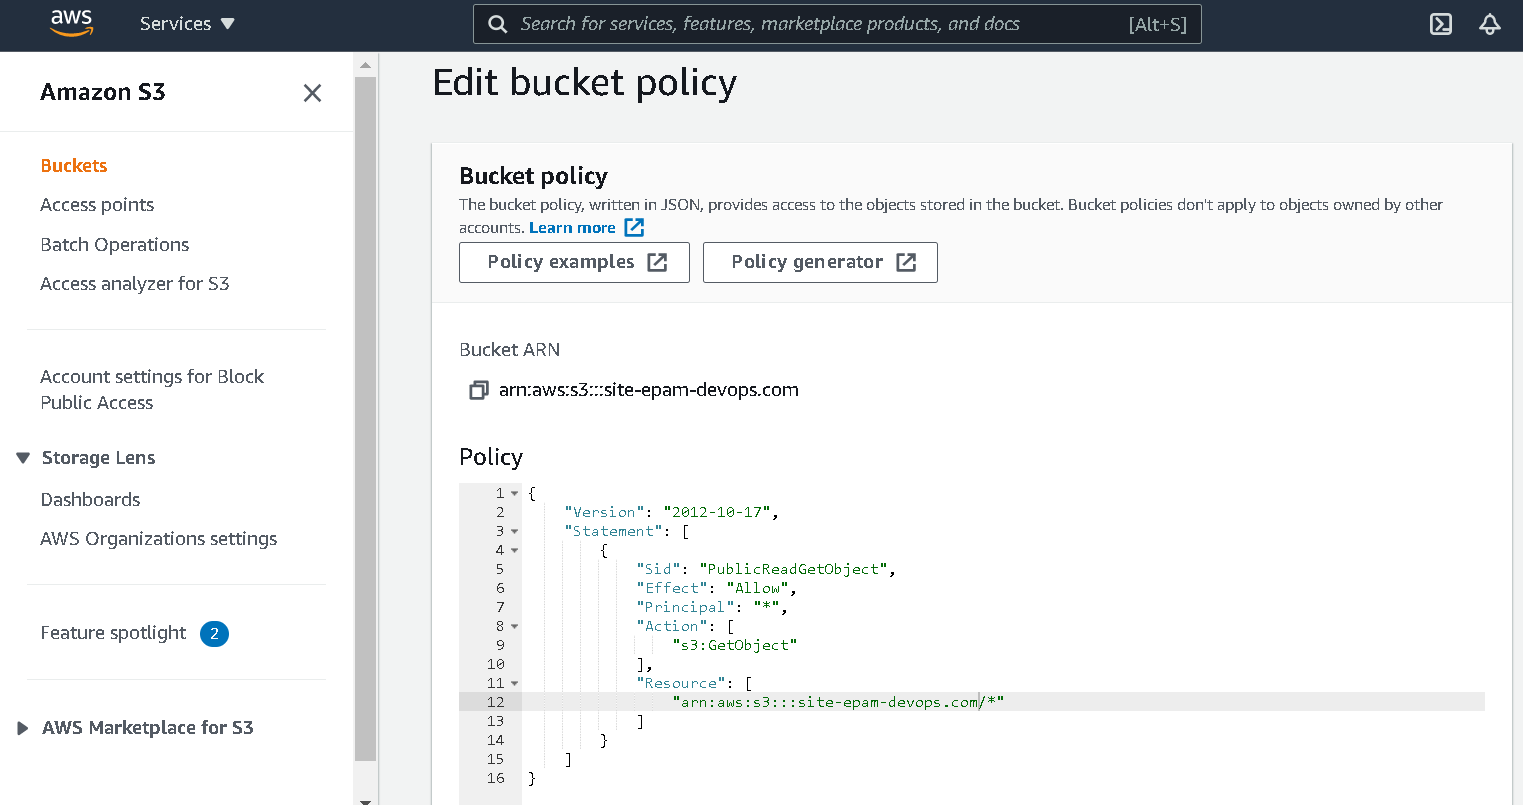 aws
Services
Search for services, features, marketplace products, and docs
[Alt+S]
Amazon S3
Buckets
Access points
Batch Operations
Access analyzer for S3
Account settings for Block
Public Access
Storage Lens
Dashboards
AWS Organizations settings
Feature spotlight 2
AWS Marketplace for S3
Edit bucket policy
Bucket policy
The bucket policy, written in JSON, provides access to the objects stored in the bucket. Bucket policies don't apply to objects owned by other
accounts. Learn more
Policy examples
Policy generator
Bucket ARN
arn:aws:s3:::site-epam-devops.com
Policy
1 {
2 "Version": "2012-10-17",
3 "Statement": [
4 {
5 "Sid": "PublicReadGetObject",
6 "Effect": "Allow",
7 "Principal": "*",
8 "Action": [
9 "s3:GetObject"
10 ],
11 "Resource": [
12 "arn:aws:s3:::site-epam-devops.com/*"
13 ]
14 }
15 ]
16 }